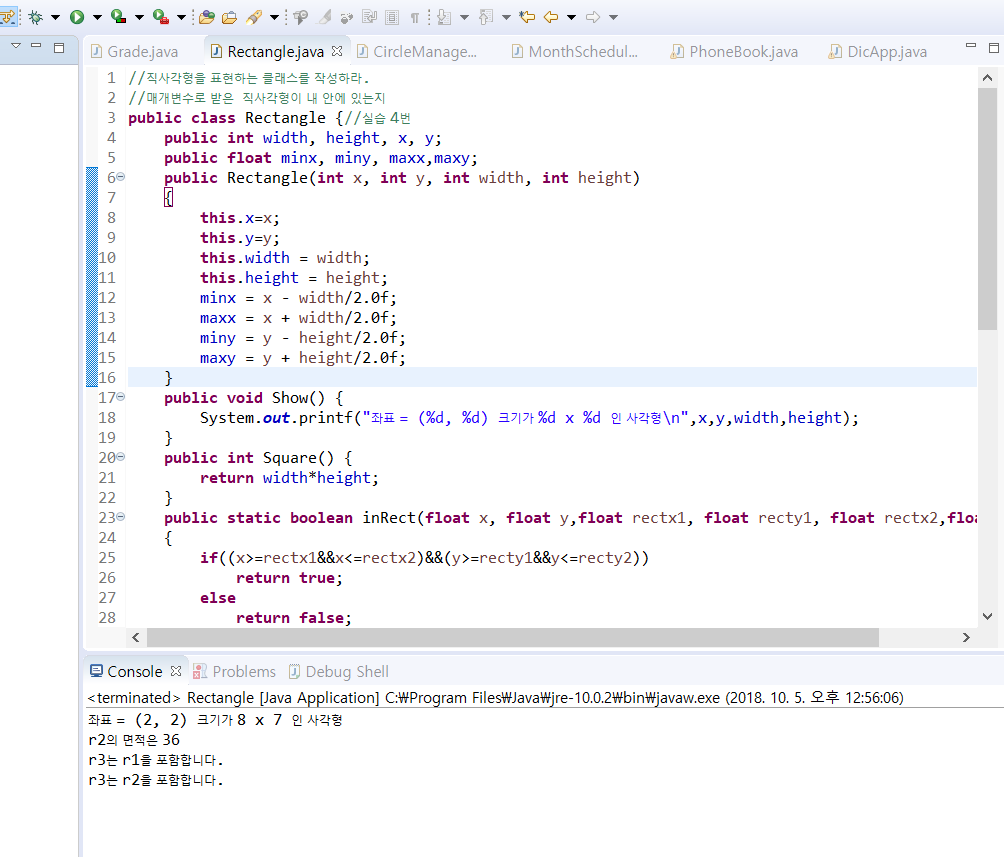 Grade.java Rectangle.java CircleManage... MonthSchedul... PhoneBook.java DicApp.java
1 //직사각형을 표현하는 클래스를 작성하라.
2 //매개변수로 받은 직사각형이 내 안에 있는지
3 public class Rectangle {//실습 4번
4 public int width, height, x, y;
5 public float minx, miny, maxx,maxy;
6 public Rectangle(int x, int y, int width, int height)
7 {
8 this.x=x;
9 this.y=y;
10 this.width = width;
11 this.height = height;
12 minx = x - width/2.0f;
13 maxx = x + width/2.0f;
14 miny = y - height/2.0f;
15 maxy = y + height/2.0f;
16 }
17 public void Show() {
18 System.out.printf("좌표 = (%d, %d) 크기가 %d x %d 인 사각형\n",x,y,width,height);
19 }
20 public int Square() {
21 return width*height;
22 }
23 public static boolean inRect(float x, float y,float rectx1, float recty1, float rectx2,floa
24 {
25 if((x>=rectx1&&x<=rectx2)&&(y>=recty1&&y<=recty2))
26 return true;
27 else
28 return false;
Console Problems Debug Shell
<terminated> Rectangle [Java Application] C:₩Program Files₩Java₩jre-10.0.2₩bin₩javaw.exe (2018. 10. 5. 오후 12:56:06)
좌표 = (2, 2) 크기가 8 x 7 인 사각형
r2의 면적은 36
r3는 r1을 포함합니다.
r3는 r2을 포함합니다.